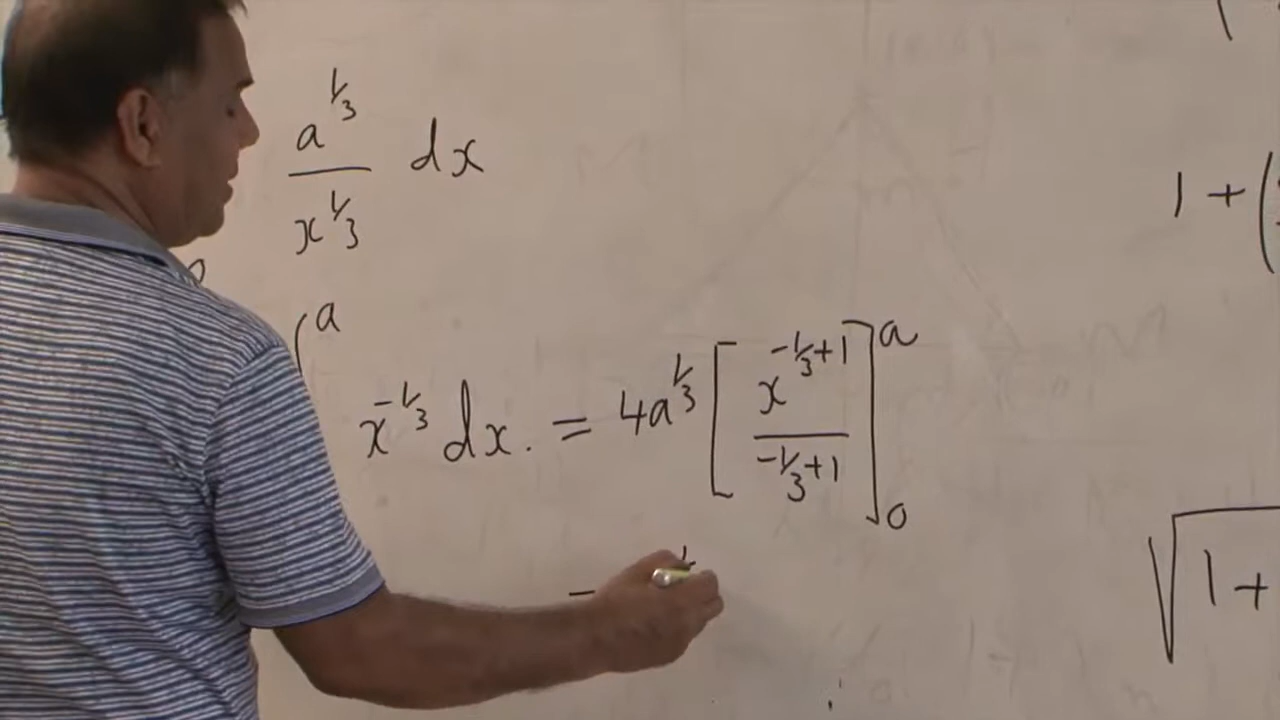 a^{1/3} / x^{1/3} dx
1 + (
∫^a x^{-1/3} dx. = 4a^{1/3} [ x^{-1/3+1} / (-1/3+1) ]_0^a
√ 1 +